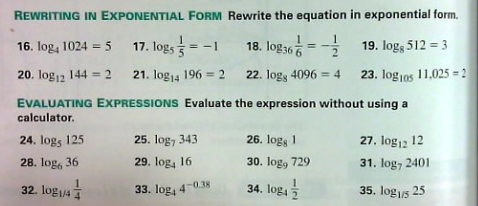 REWRITING IN EXPONENTIAL FORM Rewrite the equation in exponential form.
16. log₄ 1024 = 5 17. log₅ 1/5 = −1 18. log₃₆ 1/6 = −1/2 19. log₈ 512 = 3
20. log₁₂ 144 = 2 21. log₁₄ 196 = 2 22. log₈ 4096 = 4 23. log₁₀₅ 11,025 = 2
EVALUATING EXPRESSIONS Evaluate the expression without using a
calculator.
24. log₅ 125 25. log₇ 343 26. log₈ 1 27. log₁₂ 12
28. log₆ 36 29. log₄ 16 30. log₉ 729 31. log₇ 2401
32. log₁/₄ 1/4 33. log₄ 4⁻⁰·³⁸ 34. log₄ 1/2 35. log₁/₅ 25